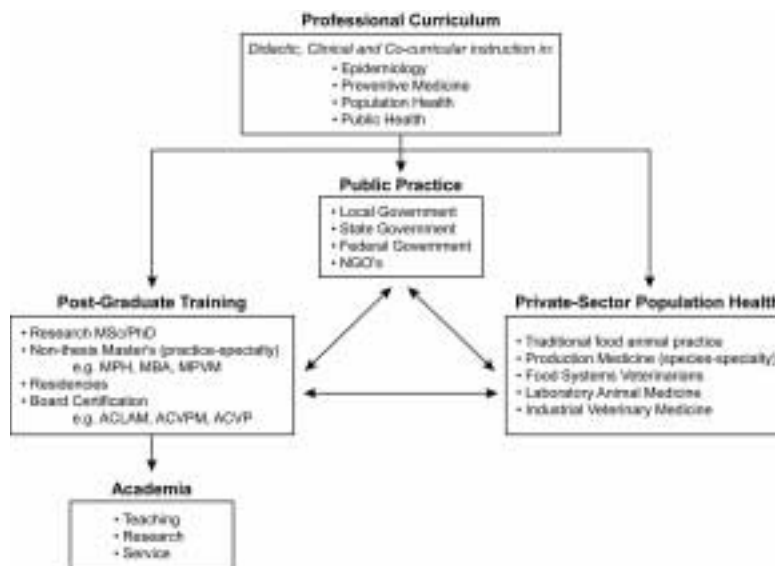 Professional Curriculum
Didactic, Clinical and Co-curricular instruction in:
• Epidemiology
• Preventive Medicine
• Population Health
• Public Health
Public Practice
• Local Government
• State Government
• Federal Government
• NGO's
Post-Graduate Training
• Research MSc/PhD
• Non-thesis Master's (practice-specialty)
e.g. MPH, MBA, MPVM
• Residencies
• Board Certification
e.g. ACLAM, ACVPM, ACVP
Private-Sector Population Health
• Traditional food animal practice
• Production Medicine (species-specialty)
• Food Systems Veterinarians
• Laboratory Animal Medicine
• Industrial Veterinary Medicine
Academia
• Teaching
• Research
• Service